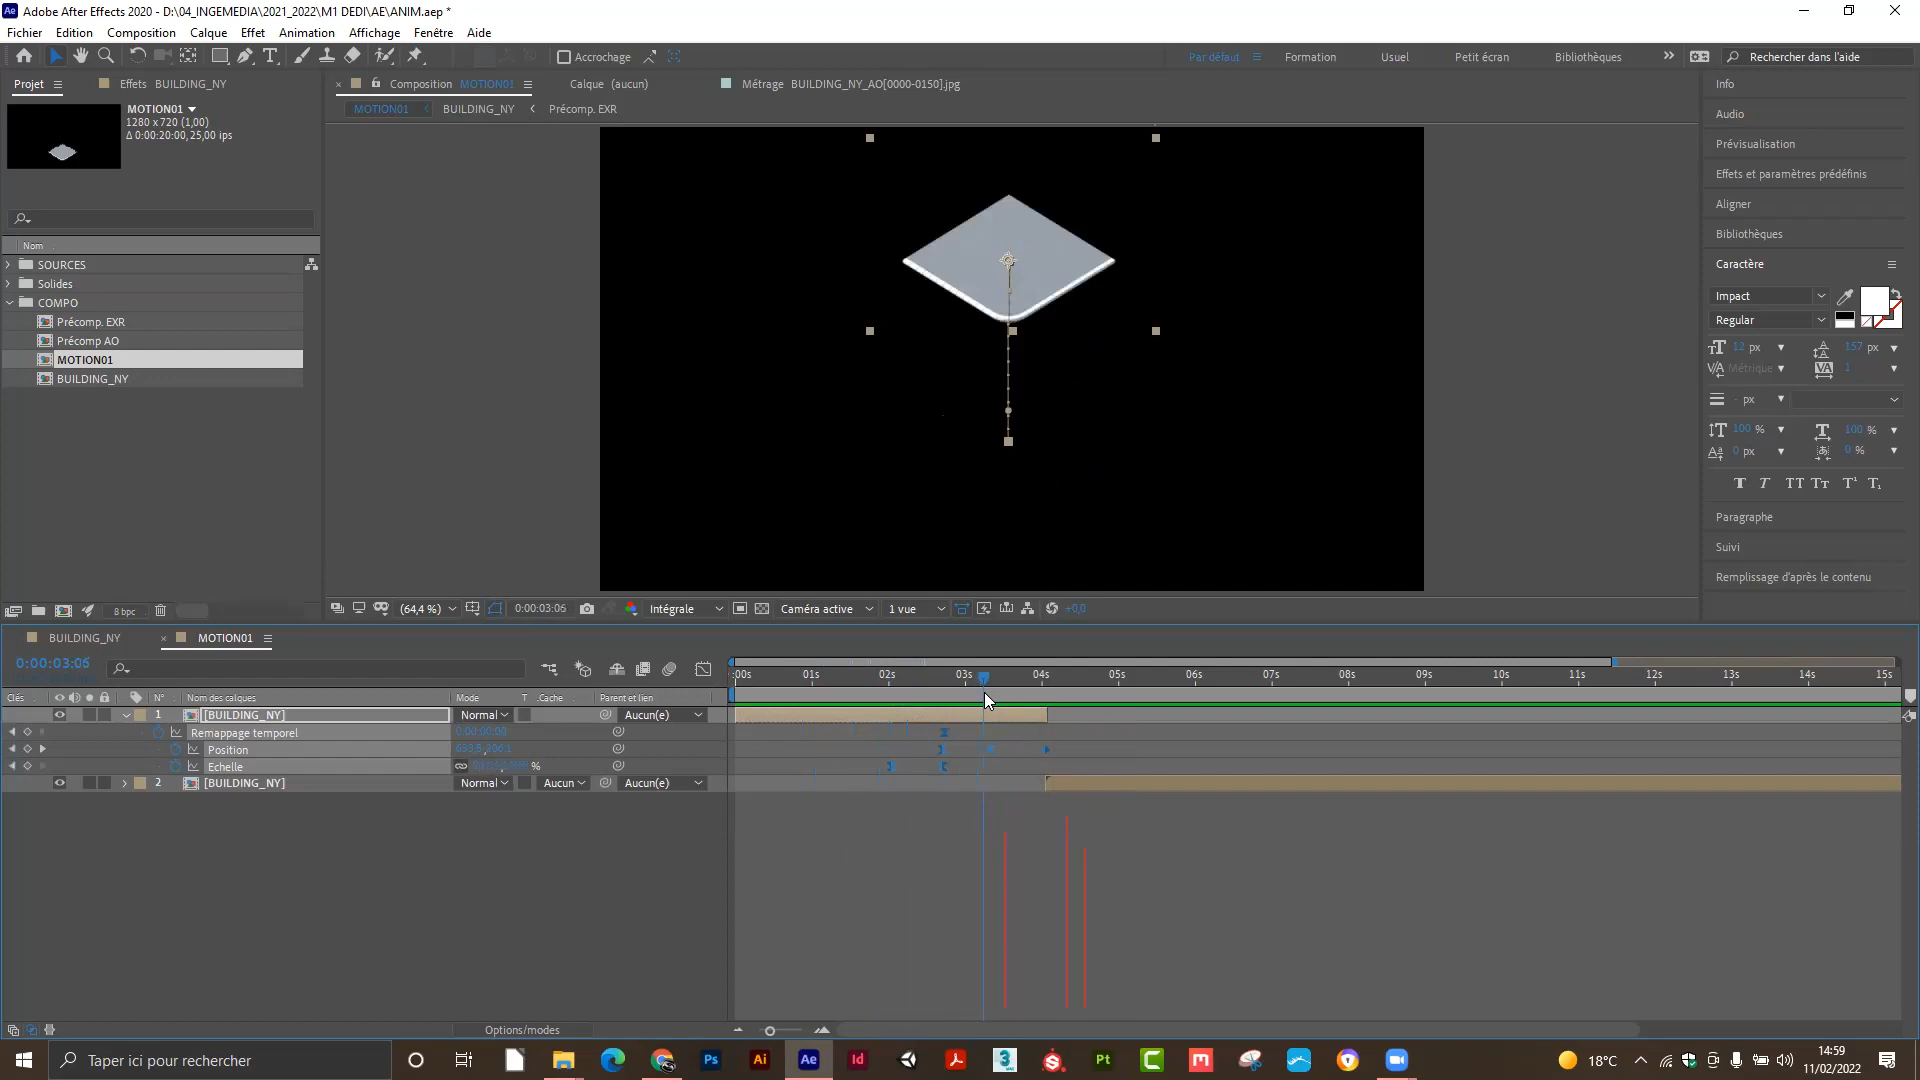 Adobe After Effects 2020 - D:\04_INGEMEDIA\2021_2022\M1 DEDI\AE\ANIM.aep *
Fichier Edition Composition Calque Effet Animation Affichage Fenêtre Aide
Accrochage
Par défaut Formation Usuel Petit écran Bibliothèques Rechercher dans l'aide
Projet Effets BUILDING_NY
Composition MOTION01 Calque (aucun) Métrage BUILDING_NY_AO[0000-0150].jpg
MOTION01 BUILDING_NY Précomp. EXR
MOTION01
1280 x 720 (1,00)
Δ 0:00:20:00, 25,00 ips
Nom
SOURCES
Solides
COMPO
Précomp. EXR
Précomp AO
MOTION01
BUILDING_NY
8 bpc
(64,4 %) 0:00:03:06 Intégrale Caméra active 1 vue +0,0
Info
Audio
Prévisualisation
Effets et paramètres prédéfinis
Aligner
Bibliothèques
Caractère
Impact
Regular
12 px 157 px
Métrique 1
- px
100 % 100 %
0 px 0 %
Paragraphe
Suivi
Remplissage d'après le contenu
BUILDING_NY MOTION01
0:00:03:06
:00s 01s 02s 03s 04s 05s 06s 07s 08s 09s 10s 11s 12s 13s 14s 15s
Clés N° Nom des calques Mode T .Cache Parent et lien
1 [BUILDING_NY] Normal Aucun(e)
Remappage temporel 0:00:00:00
Position
Echelle %
2 [BUILDING_NY] Normal Aucun Aucun(e)
Options/modes
Taper ici pour rechercher
18°C
14:59
11/02/2022